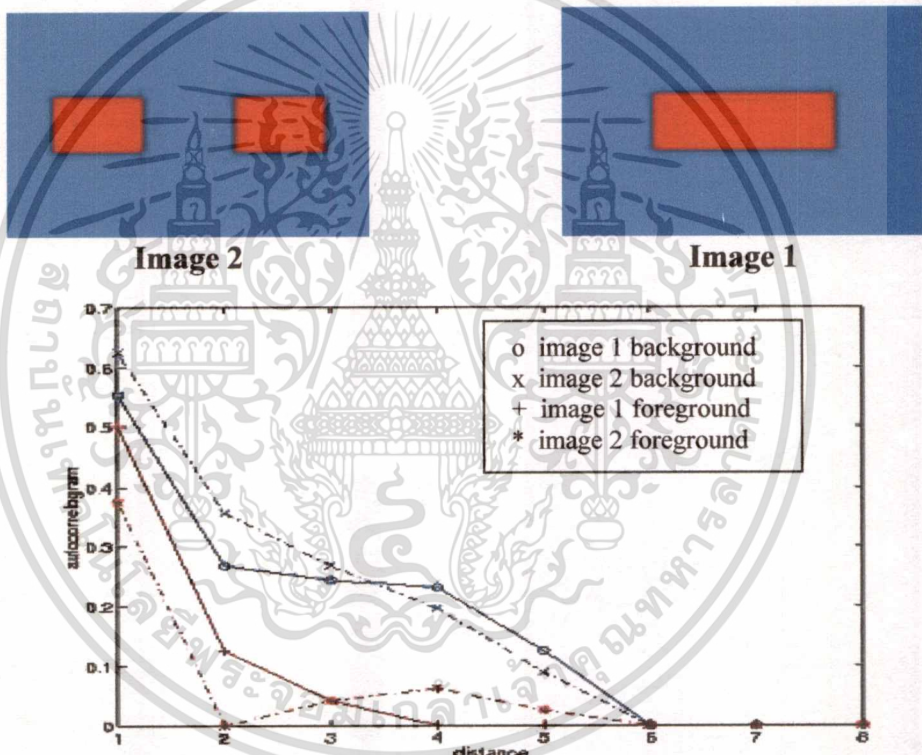 Image 2
Image 1
0.7
0.6
0.5
0.4
0.3
0.2
0.1
0
autocorrelogram
o image 1 background
x image 2 background
+ image 1 foreground
* image 2 foreground
1 2 3 4 5 6 7 8
distance